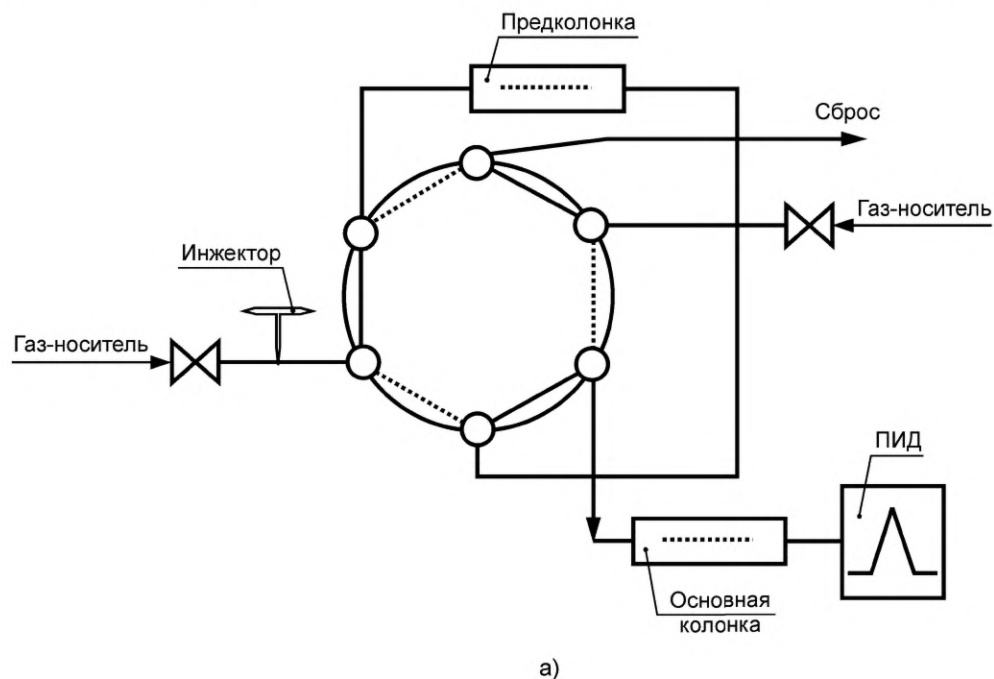 Предколонка
Сброс
Газ-носитель
Инжектор
Газ-носитель
ПИД
Основная
колонка
а)